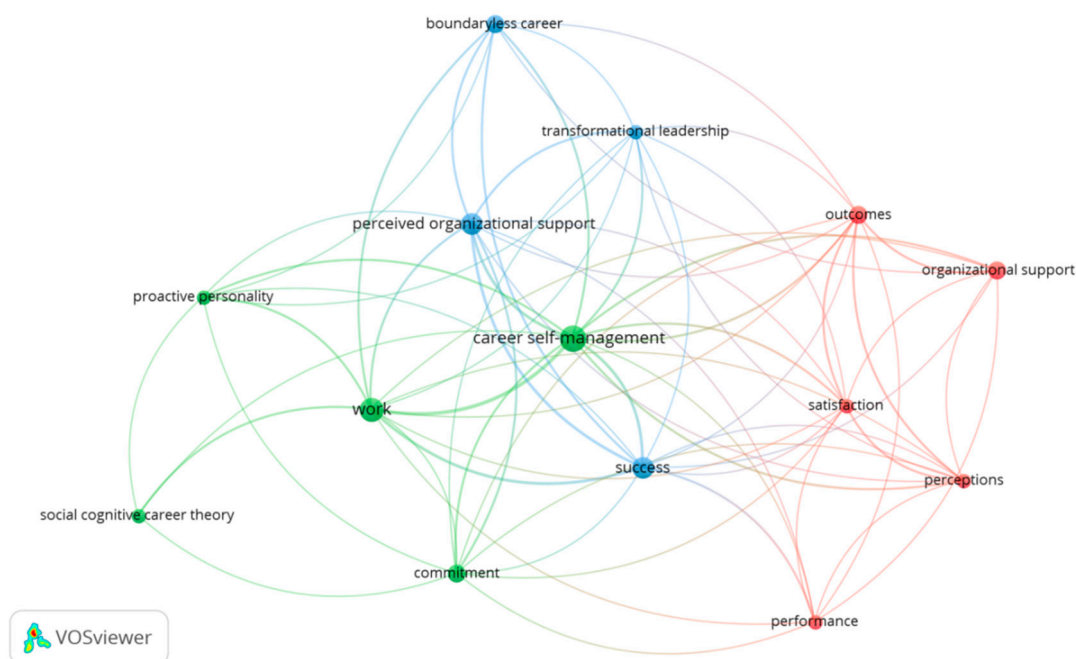 boundaryless career
transformational leadership
outcomes
perceived organizational support
organizational support
proactive personality
career self-management
satisfaction
work
success
perceptions
social cognitive career theory
commitment
performance
VOSviewer